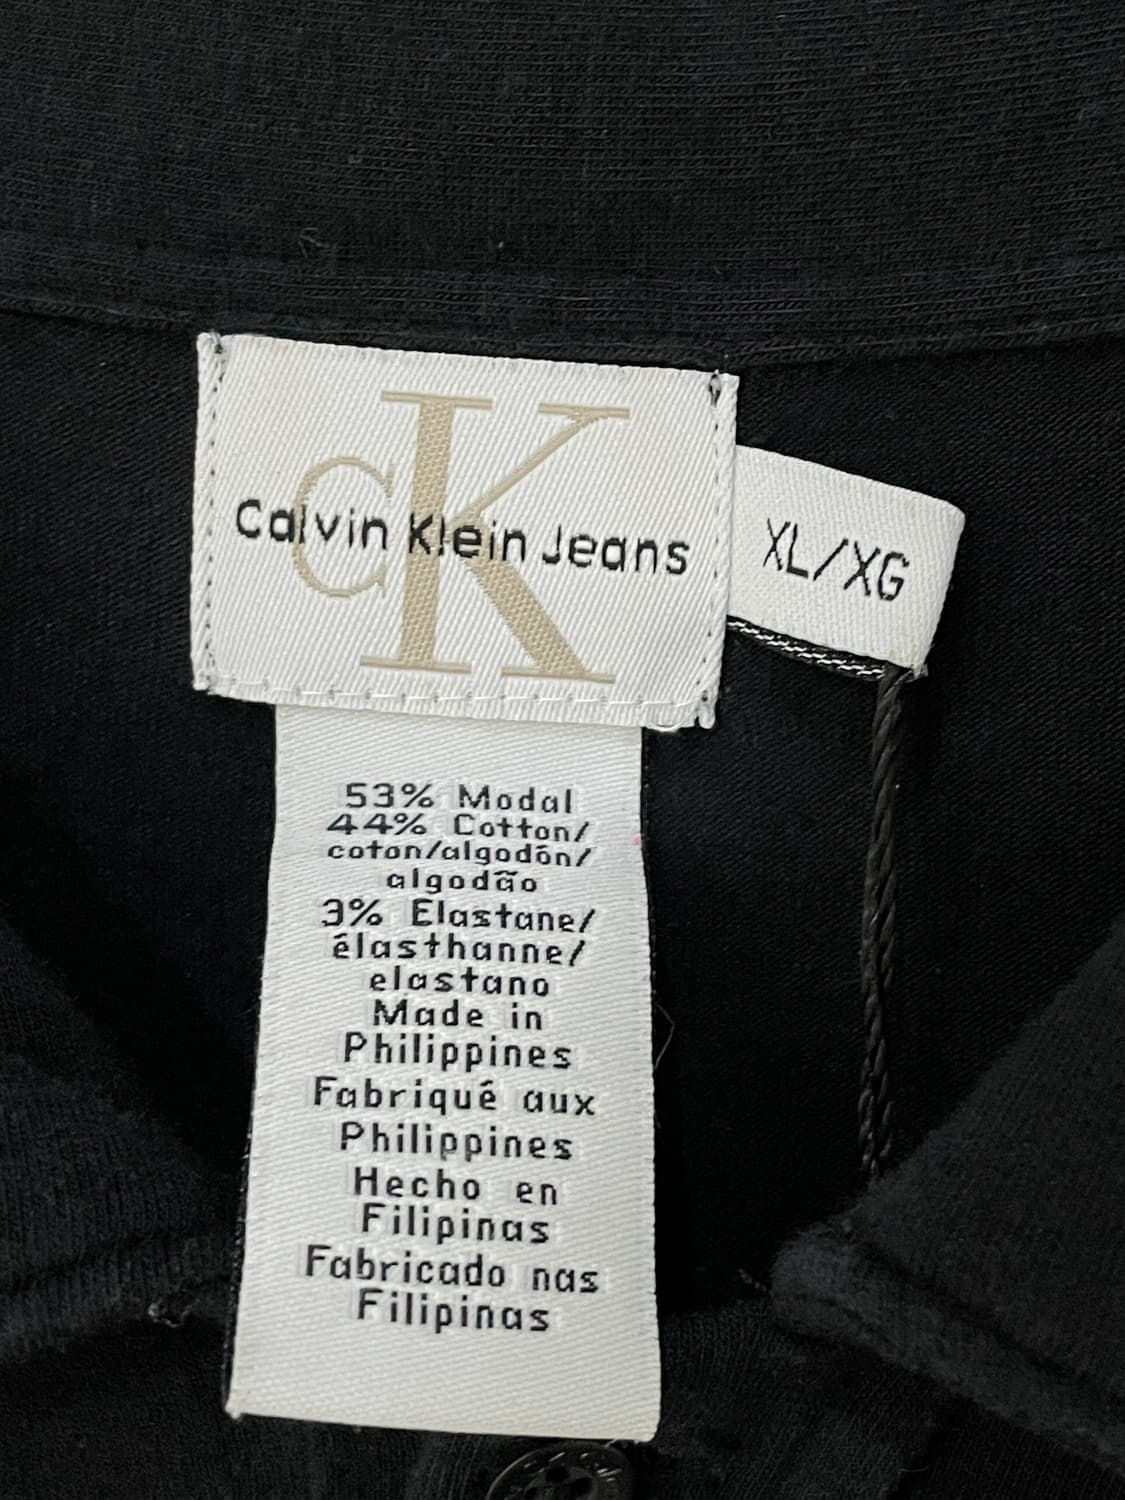 CK
Calvin Klein Jeans
XL/XG
53% Modal
44% Cotton/
coton/algodón/
algodão
3% Elastane/
élasthanne/
elastano
Made in
Philippines
Fabriqué aux
Philippines
Hecho en
Filipinas
Fabricado nas
Filipinas